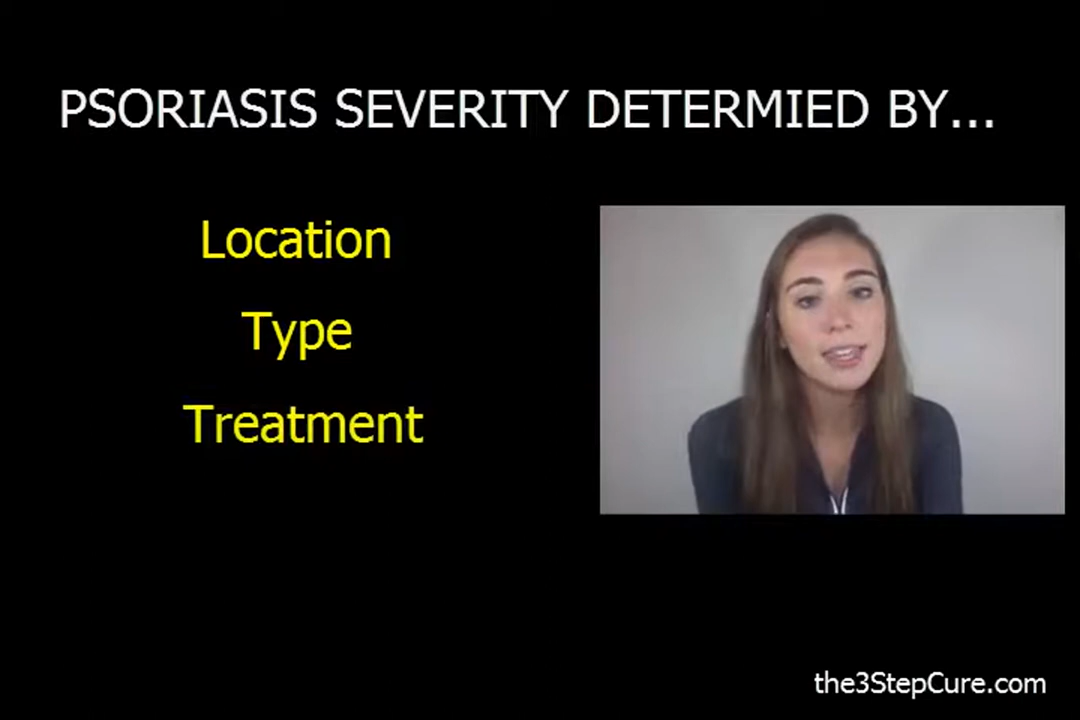 PSORIASIS SEVERITY DETERMIED BY...
Location
Type
Treatment
the3StepCure.com